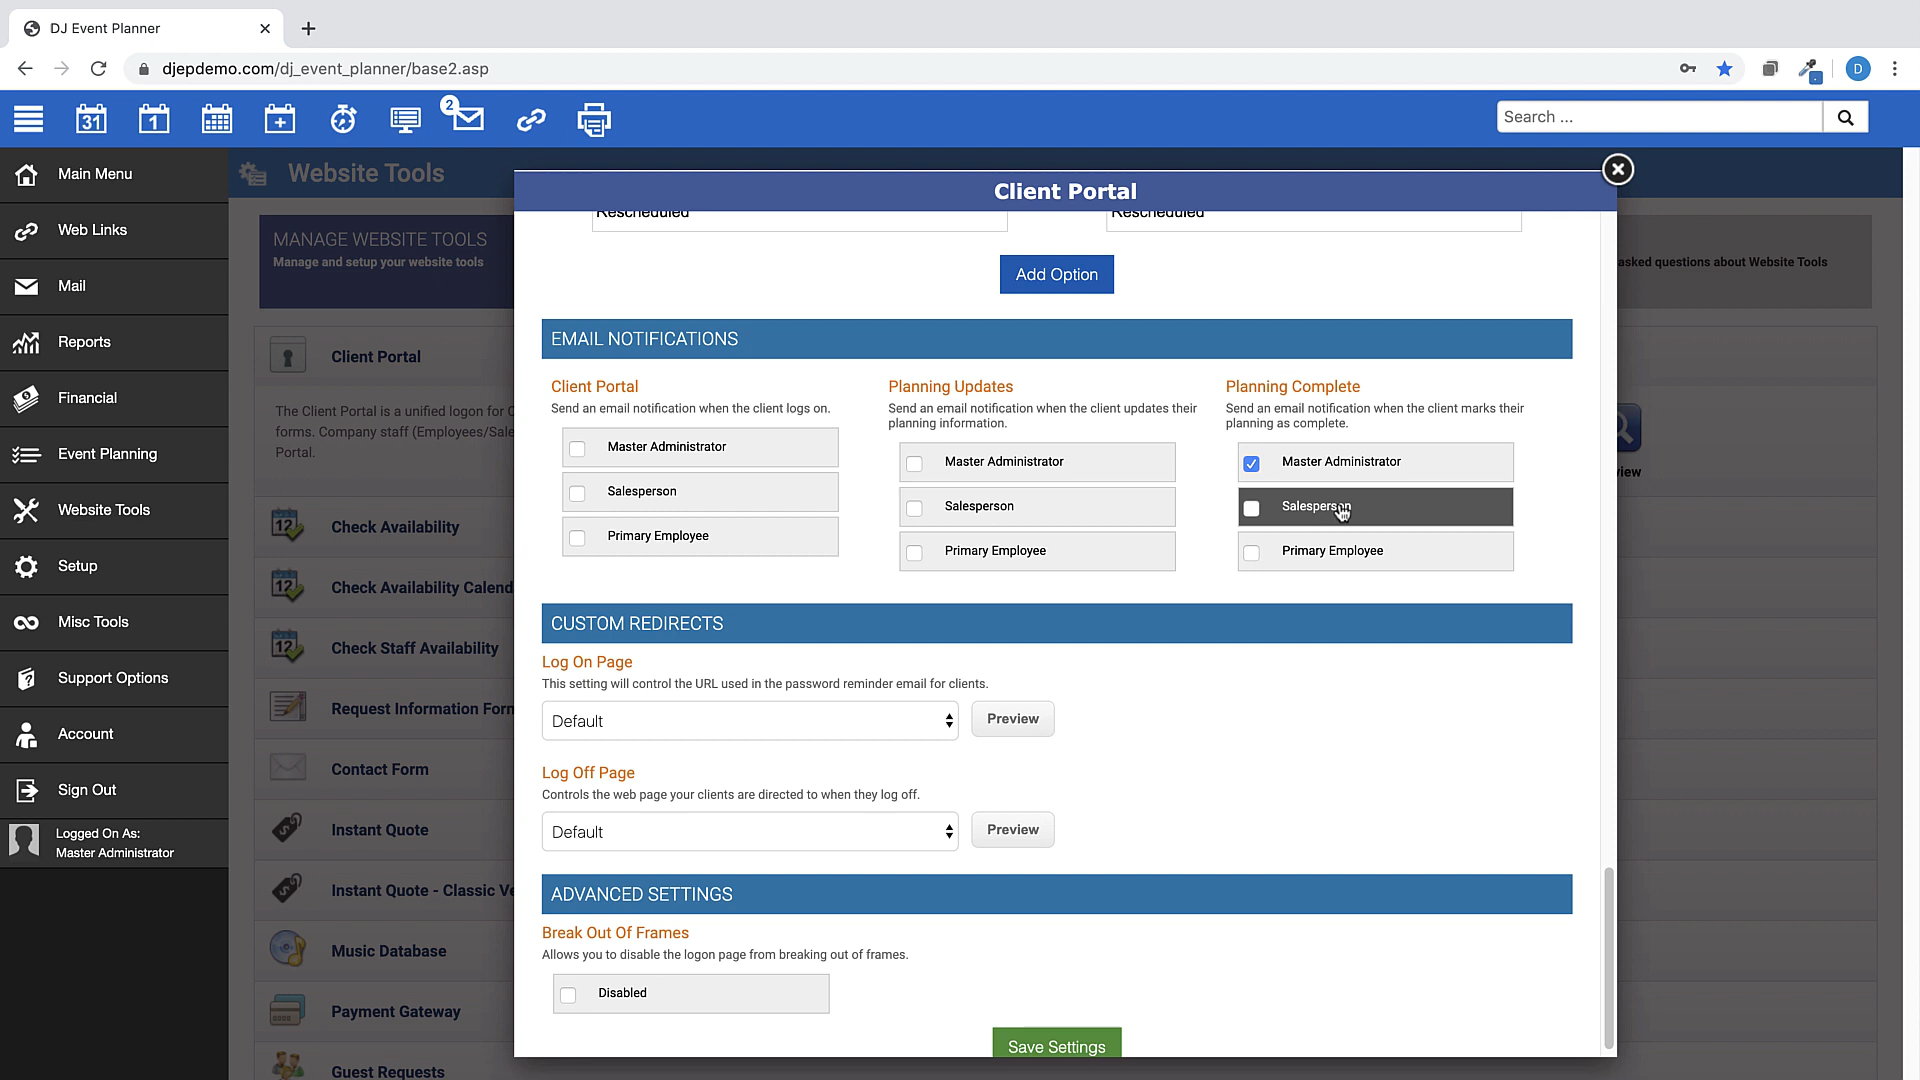 DJ Event Planner
djepdemo.com/dj_event_planner/base2.asp
D
31
1
2
Search ...
Main Menu
Web Links
Mail
Reports
Financial
Event Planning
Website Tools
Setup
Misc Tools
Support Options
Account
Sign Out
Logged On As:
Master Administrator
Website Tools
MANAGE WEBSITE TOOLS
Manage and setup your website tools
asked questions about Website Tools
Client Portal
The Client Portal is a unified logon for C
forms. Company staff (Employees/Sale
Portal.
iew
Check Availability
Check Availability Calend
Check Staff Availability
Request Information Form
Contact Form
Instant Quote
Instant Quote - Classic Ve
Music Database
Payment Gateway
Guest Requests
Client Portal
Rescheduled
Rescheduled
Add Option
EMAIL NOTIFICATIONS
Client Portal
Send an email notification when the client logs on.
Master Administrator
Salesperson
Primary Employee
Planning Updates
Send an email notification when the client updates their
planning information.
Master Administrator
Salesperson
Primary Employee
Planning Complete
Send an email notification when the client marks their
planning as complete.
Master Administrator
Salesperson
Primary Employee
CUSTOM REDIRECTS
Log On Page
This setting will control the URL used in the password reminder email for clients.
Default
Preview
Log Off Page
Controls the web page your clients are directed to when they log off.
Default
Preview
ADVANCED SETTINGS
Break Out Of Frames
Allows you to disable the logon page from breaking out of frames.
Disabled
Save Settings